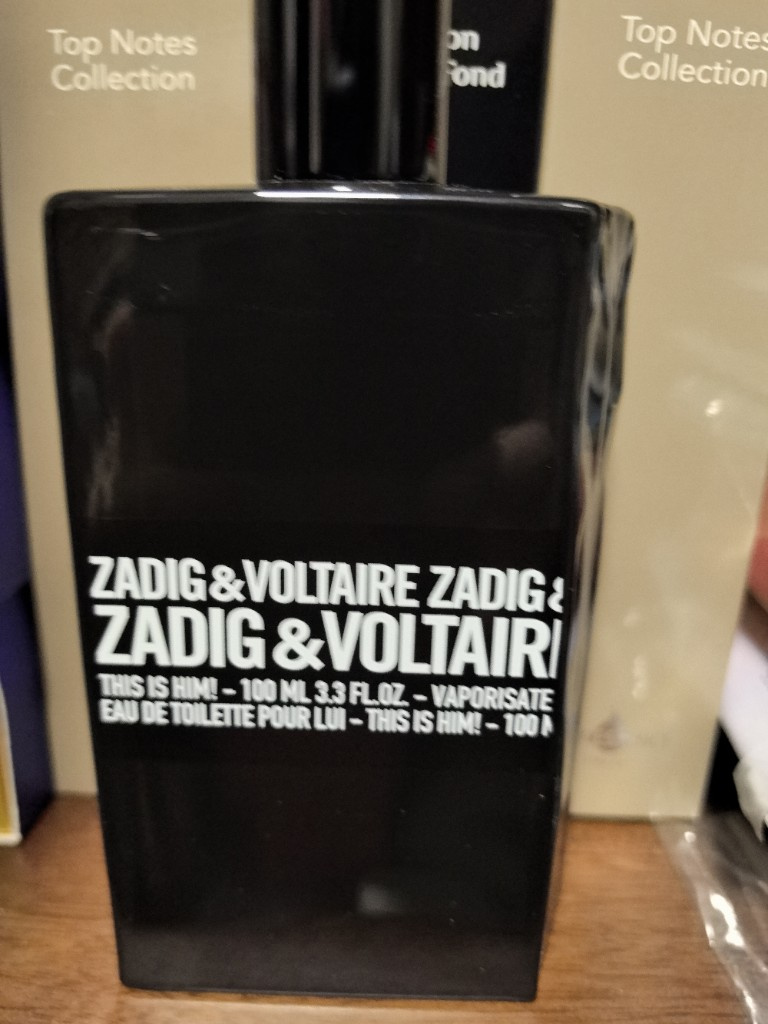 Top Notes
Collection
on
Fond
Top Notes
Collection
ZADIG&VOLTAIRE ZADIG &
ZADIG&VOLTAIR
THIS IS HIM! – 100 ML 3.3 FL.OZ. – VAPORISATE
EAU DE TOILETTE POUR LUI – THIS IS HIM! – 100 M